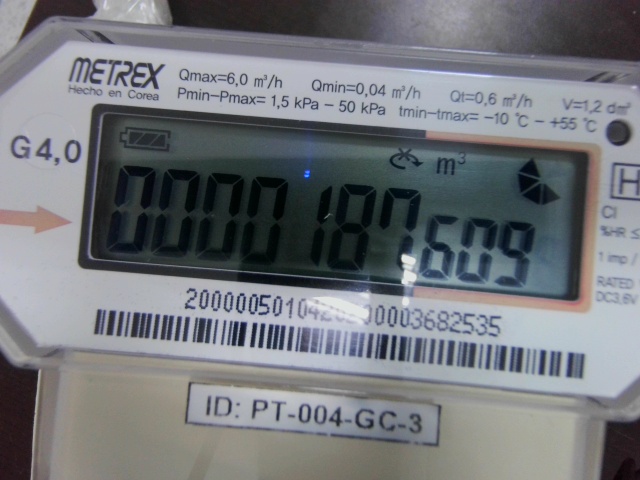 METREX
Hecho en Corea
Qmax=6,0 m³/h Qmin=0,04 m³/h Qt=0,6 m³/h V=1,2 dm³
Pmin-Pmax= 1,5 kPa - 50 kPa tmin-tmax= -10 °C - +55 °C
G4,0
m³
0000187.609
H
Cl
%HR ≤
1 imp /
RATED
DC3,6V
ID: PT-004-GC-3